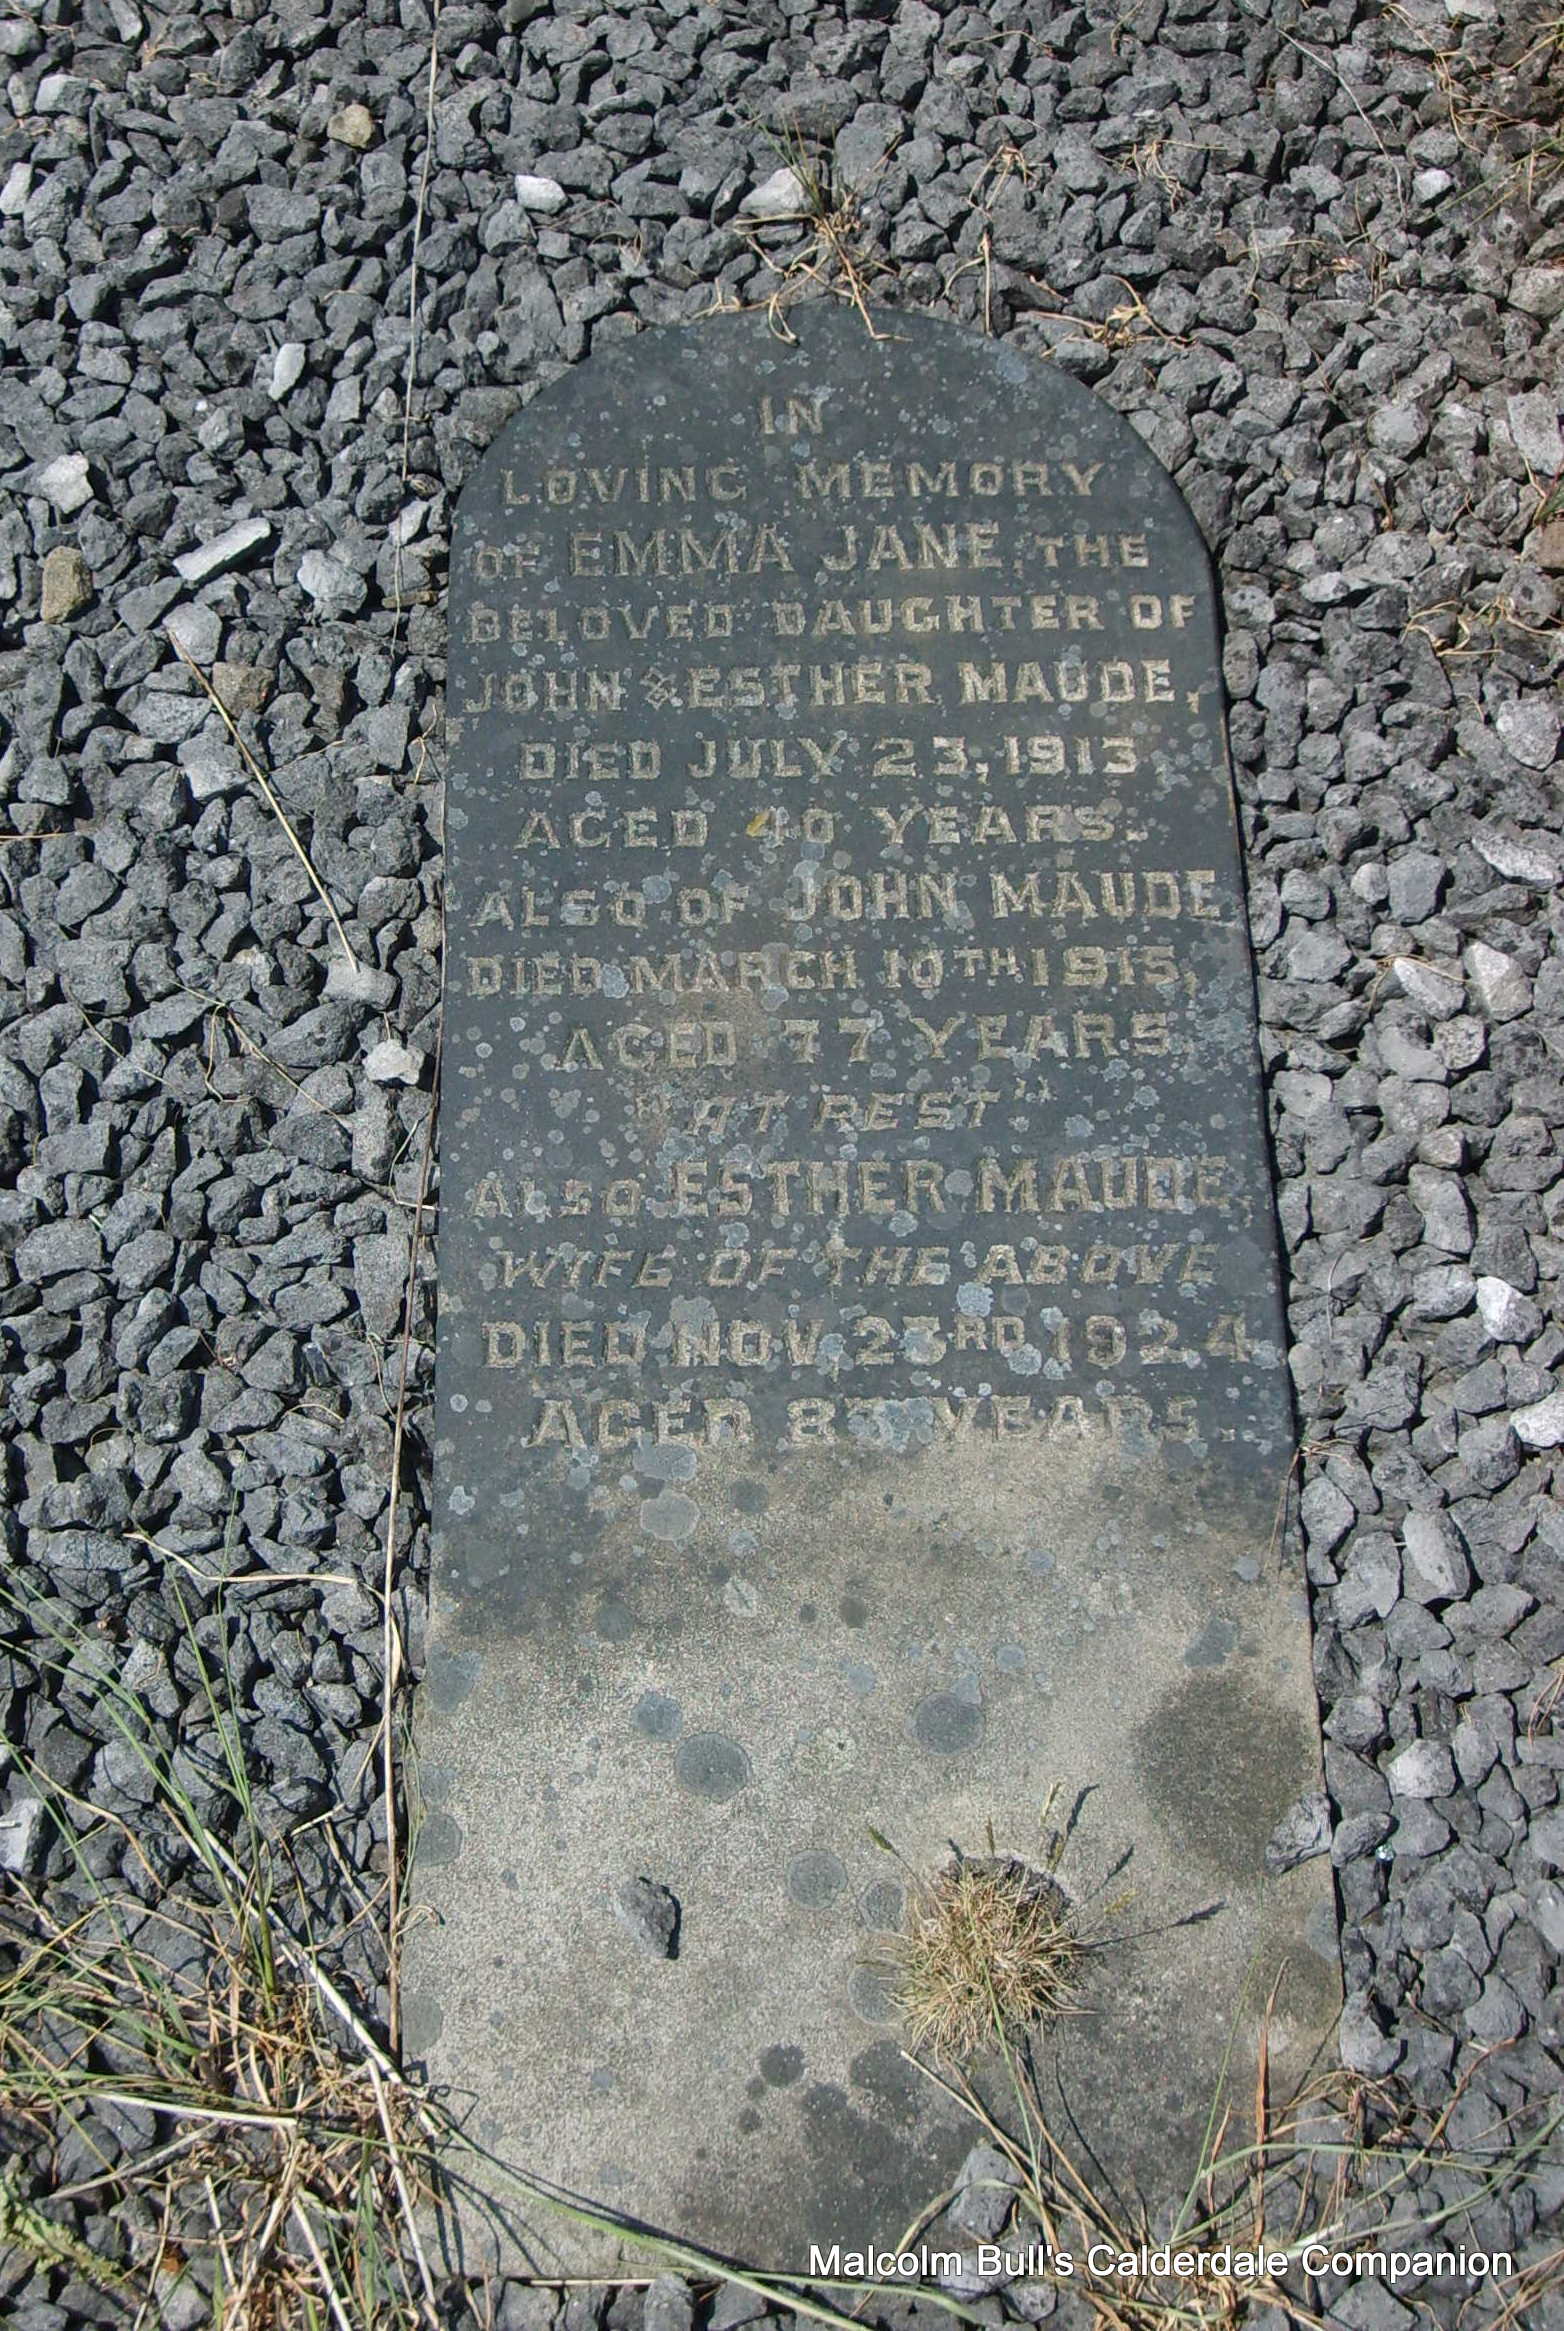 IN
LOVING MEMORY
OF EMMA JANE, THE
BELOVED DAUGHTER OF
JOHN & ESTHER MAUDE,
DIED JULY 23, 1913,
AGED 40 YEARS.
ALSO OF JOHN MAUDE
DIED MARCH 10TH 1915,
AGED 77 YEARS.
"AT REST"
ALSO ESTHER MAUDE,
WIFE OF THE ABOVE
DIED NOV, 23RD 1924
AGED YEARS.
Malcolm Bull's Calderdale Companion